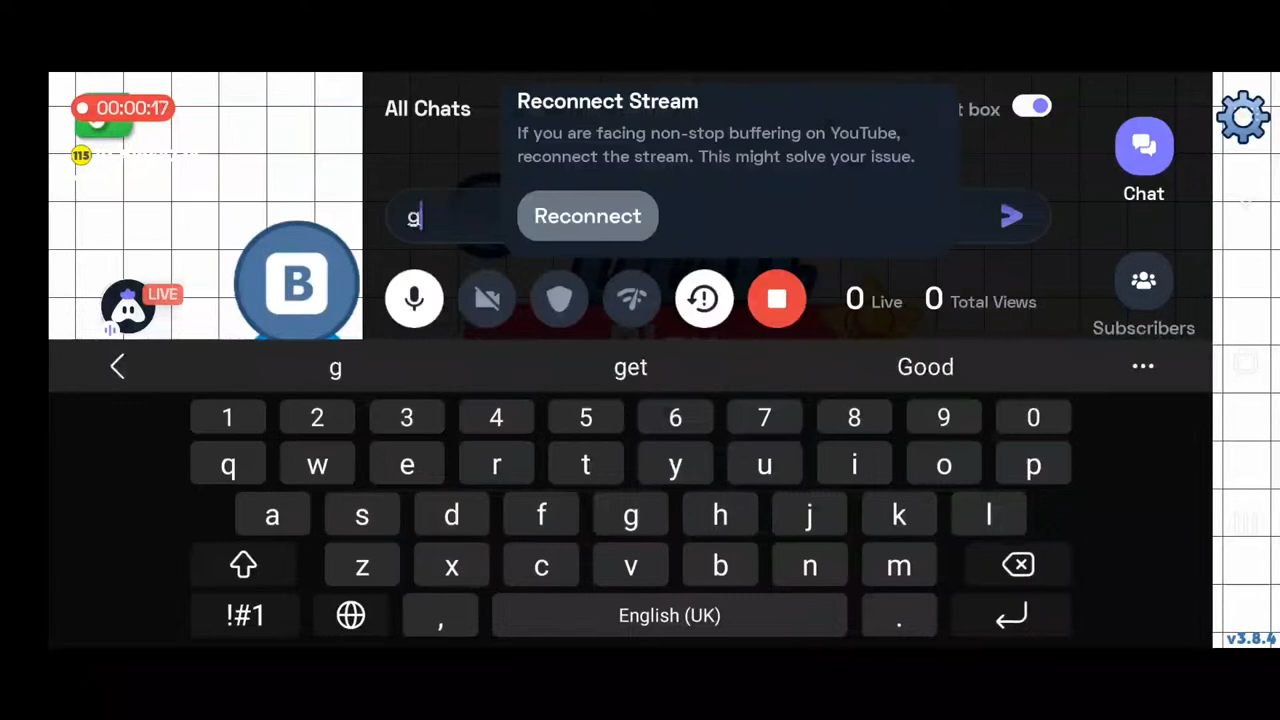 00:00:17
115
LIVE
B
All Chats
Reconnect Stream
t box
If you are facing non-stop buffering on YouTube,
reconnect the stream. This might solve your issue.
g
Reconnect
Chat
0 Live 0 Total Views
Subscribers
g get Good
1 2 3 4 5 6 7 8 9 0
q w e r t y u i o p
a s d f g h j k l
z x c v b n m
!#1 , English (UK) .
v3.8.4